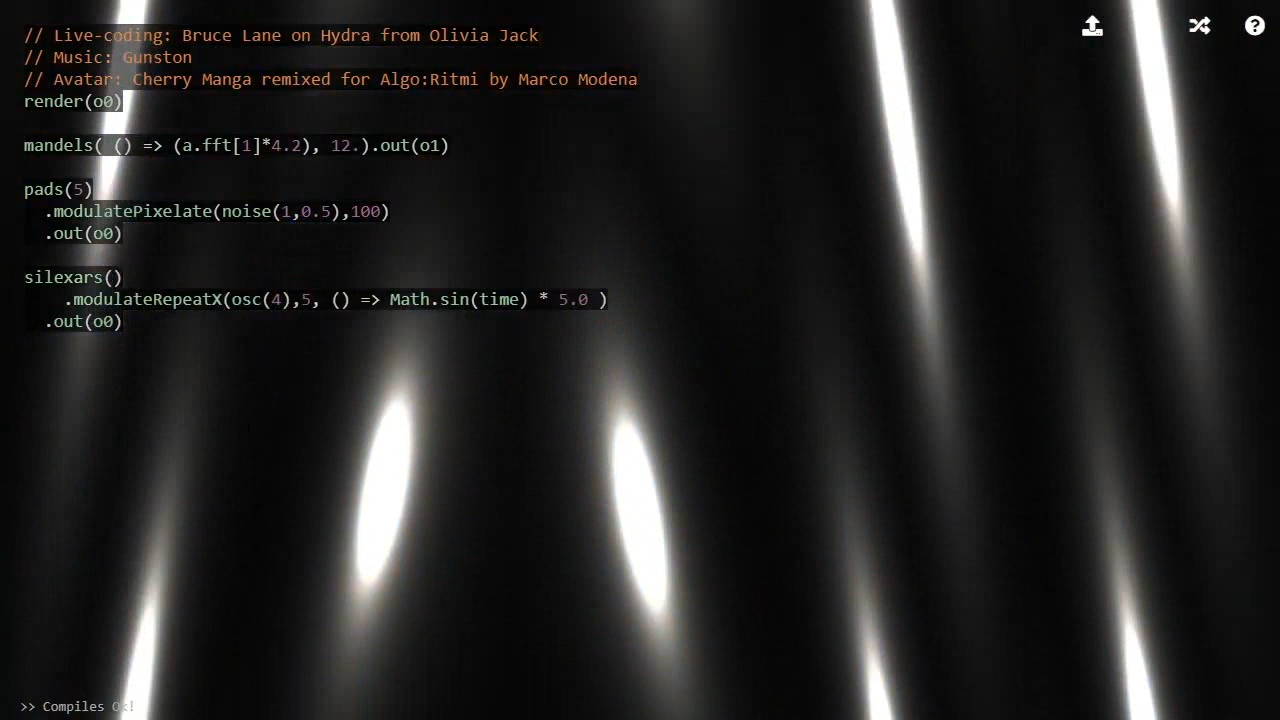 // Live-coding: Bruce Lane on Hydra from Olivia Jack
// Music: Gunston
// Avatar: Cherry Manga remixed for Algo:Ritmi by Marco Modena
render(o0)
mandels( () => (a.fft[1]*4.2), 12.).out(o1)
pads(5)
  .modulatePixelate(noise(1,0.5),100)
  .out(o0)
silexars()
    .modulateRepeatX(osc(4),5, () => Math.sin(time) * 5.0 )
  .out(o0)
>> Compiles Ok!